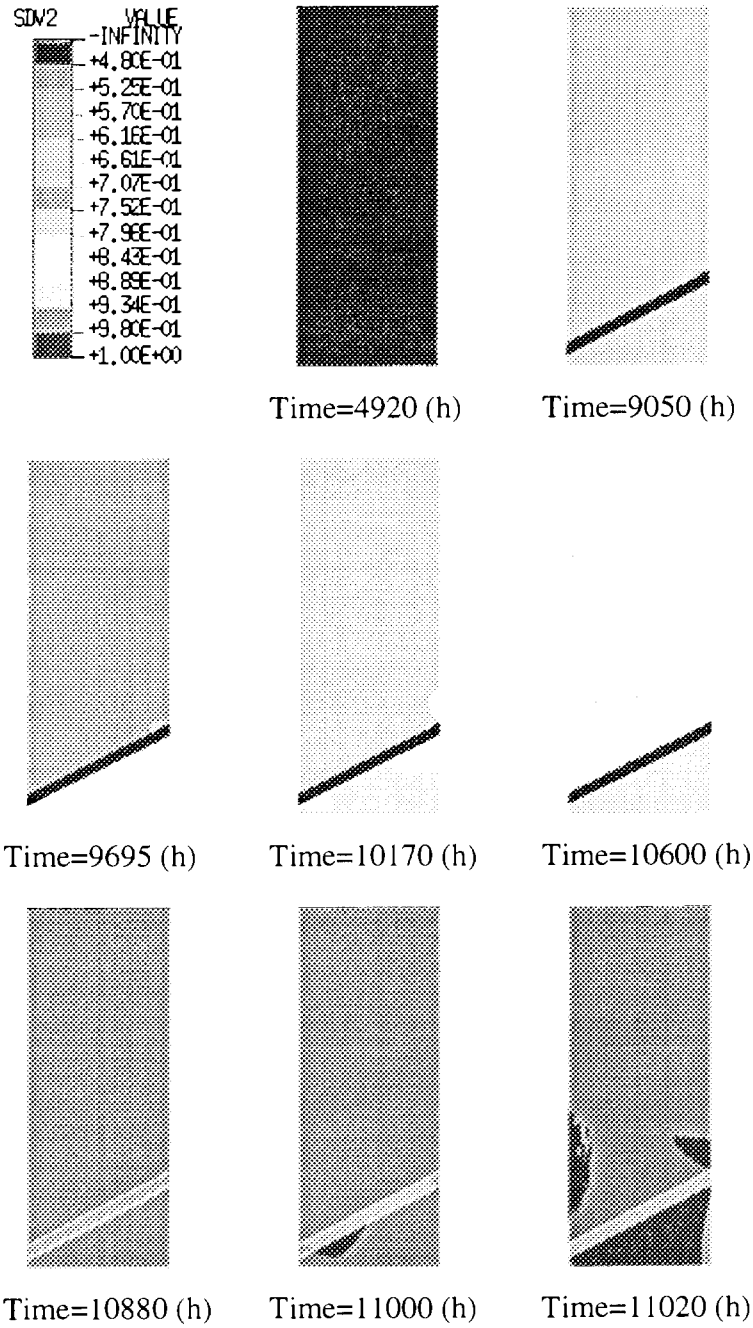 SDV2 VALUE
-INFINITY
+4.80E-01
+5.25E-01
+5.70E-01
+6.16E-01
+6.61E-01
+7.07E-01
+7.52E-01
+7.98E-01
+8.43E-01
+8.89E-01
+9.34E-01
+9.80E-01
+1.00E+00
Time=4920 (h)
Time=9050 (h)
Time=9695 (h)
Time=10170 (h)
Time=10600 (h)
Time=10880 (h)
Time=11000 (h)
Time=11020 (h)